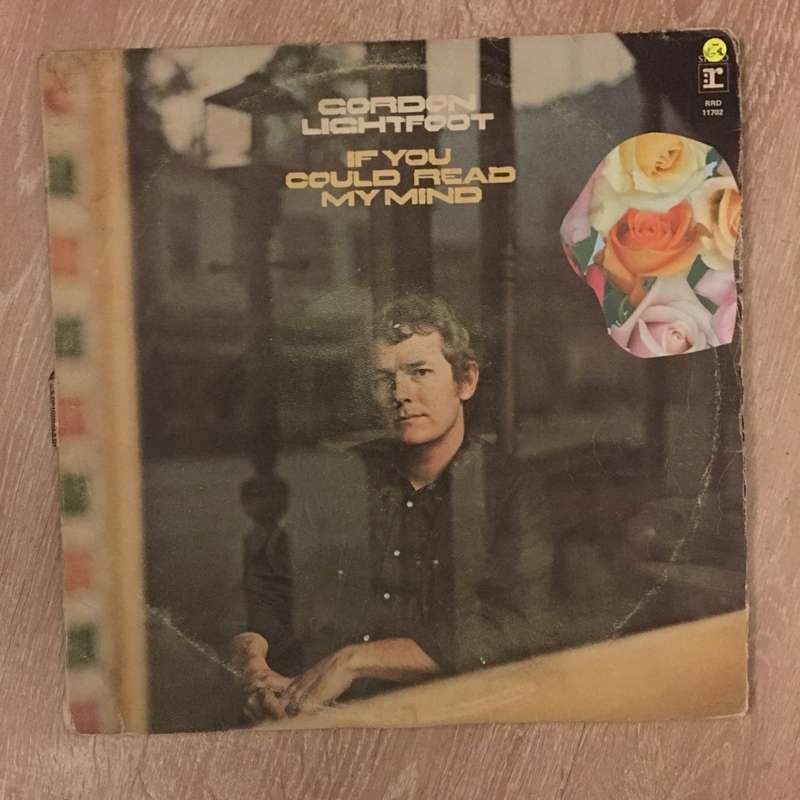 GORDON
LIGHTFOOT
IF YOU
COULD READ
MY MIND
r
RRD
11702